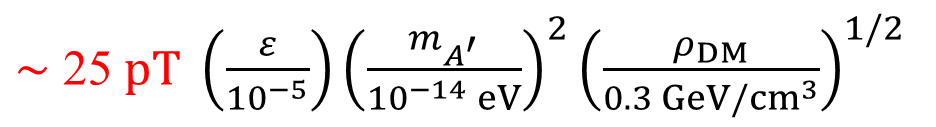 ~ 25 pT (ε/10⁻⁵) (m_A′/10⁻¹⁴ eV)² (ρ_DM/0.3 GeV/cm³)^1/2